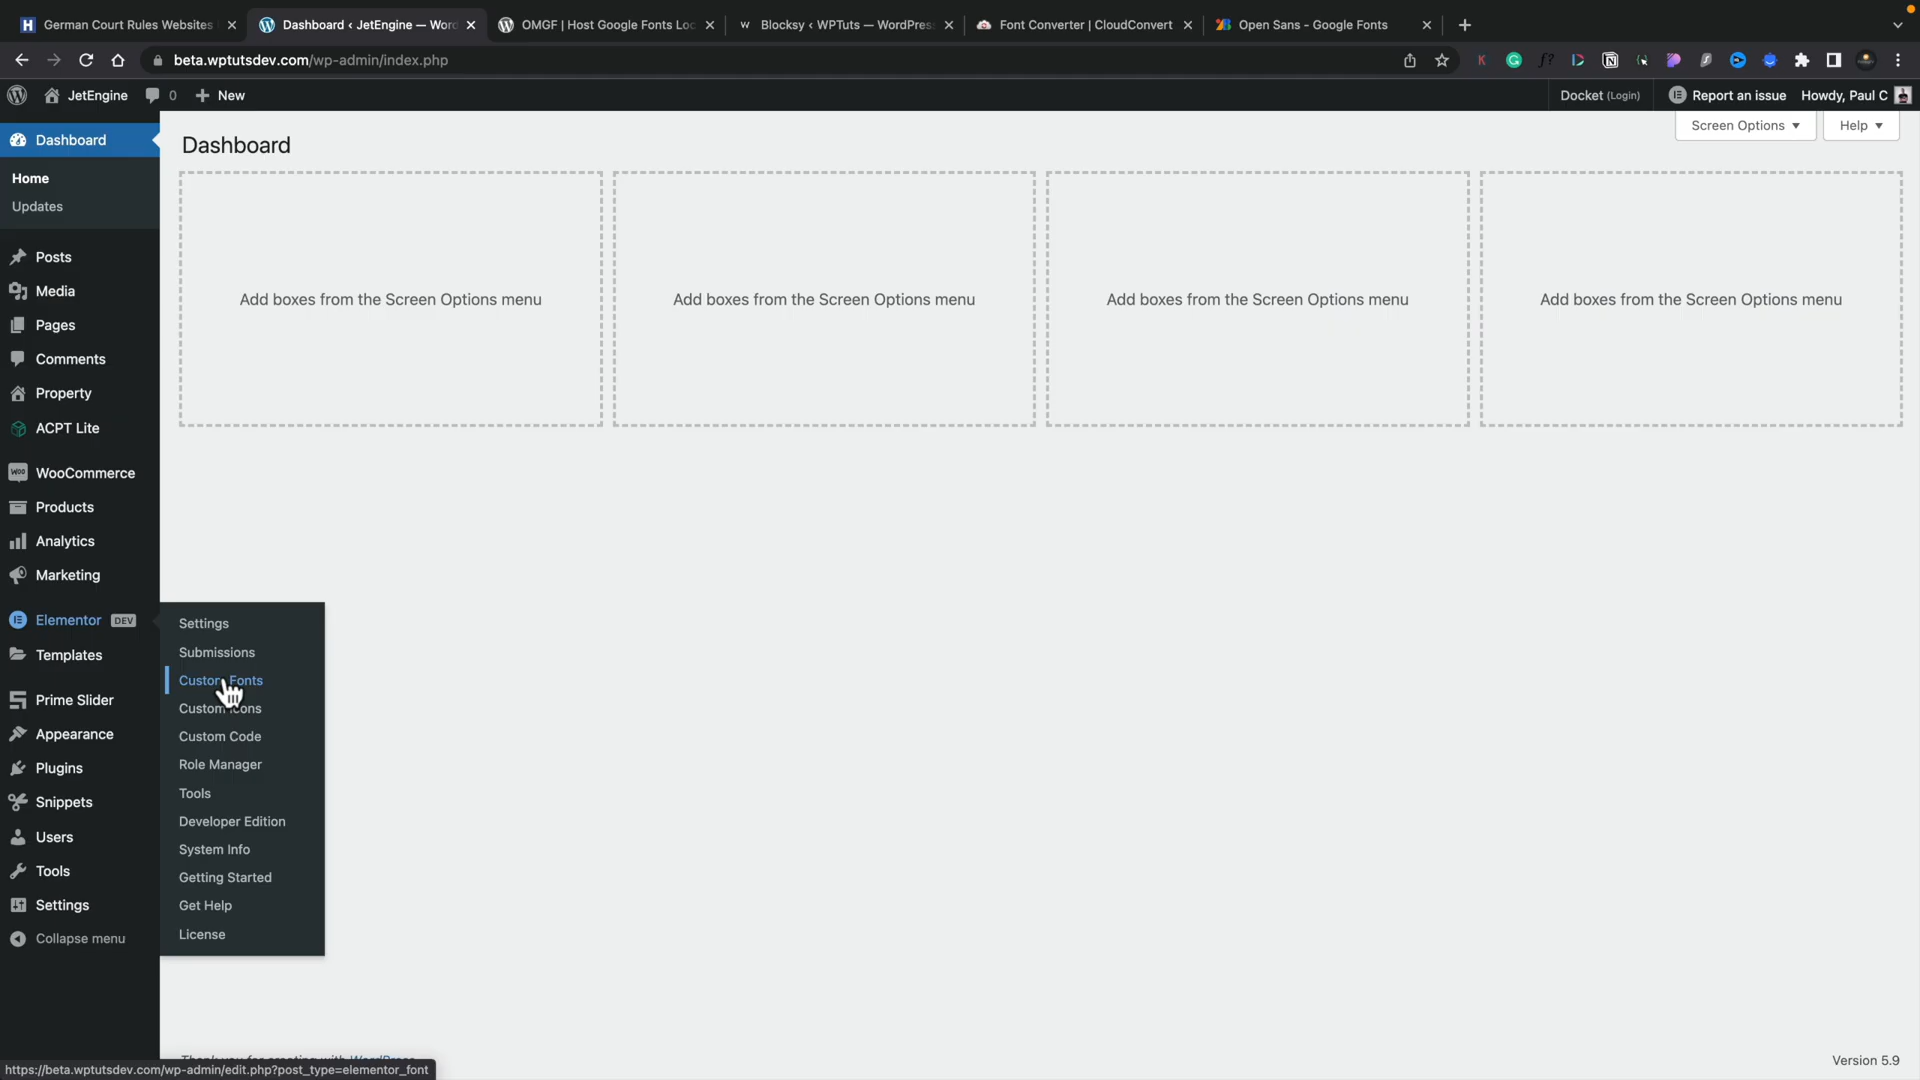 German Court Rules Websites
Dashboard ‹ JetEngine — Word
OMGF | Host Google Fonts Loc
Blocksy ‹ WPTuts — WordPres
Font Converter | CloudConvert
Open Sans - Google Fonts
beta.wptutsdev.com/wp-admin/index.php
JetEngine
0
New
Docket (Login)
Report an issue
Howdy, Paul C
Dashboard
Home
Updates
Posts
Media
Pages
Comments
Property
ACPT Lite
WooCommerce
Products
Analytics
Marketing
Elementor DEV
Templates
Prime Slider
Appearance
Plugins
Snippets
Users
Tools
Settings
Collapse menu
Settings
Submissions
Custom Fonts
Custom Icons
Custom Code
Role Manager
Tools
Developer Edition
System Info
Getting Started
Get Help
License
Dashboard
Screen Options
Help
Add boxes from the Screen Options menu
Add boxes from the Screen Options menu
Add boxes from the Screen Options menu
Add boxes from the Screen Options menu
Thank you for creating with WordPress
Version 5.9
https://beta.wptutsdev.com/wp-admin/edit.php?post_type=elementor_font